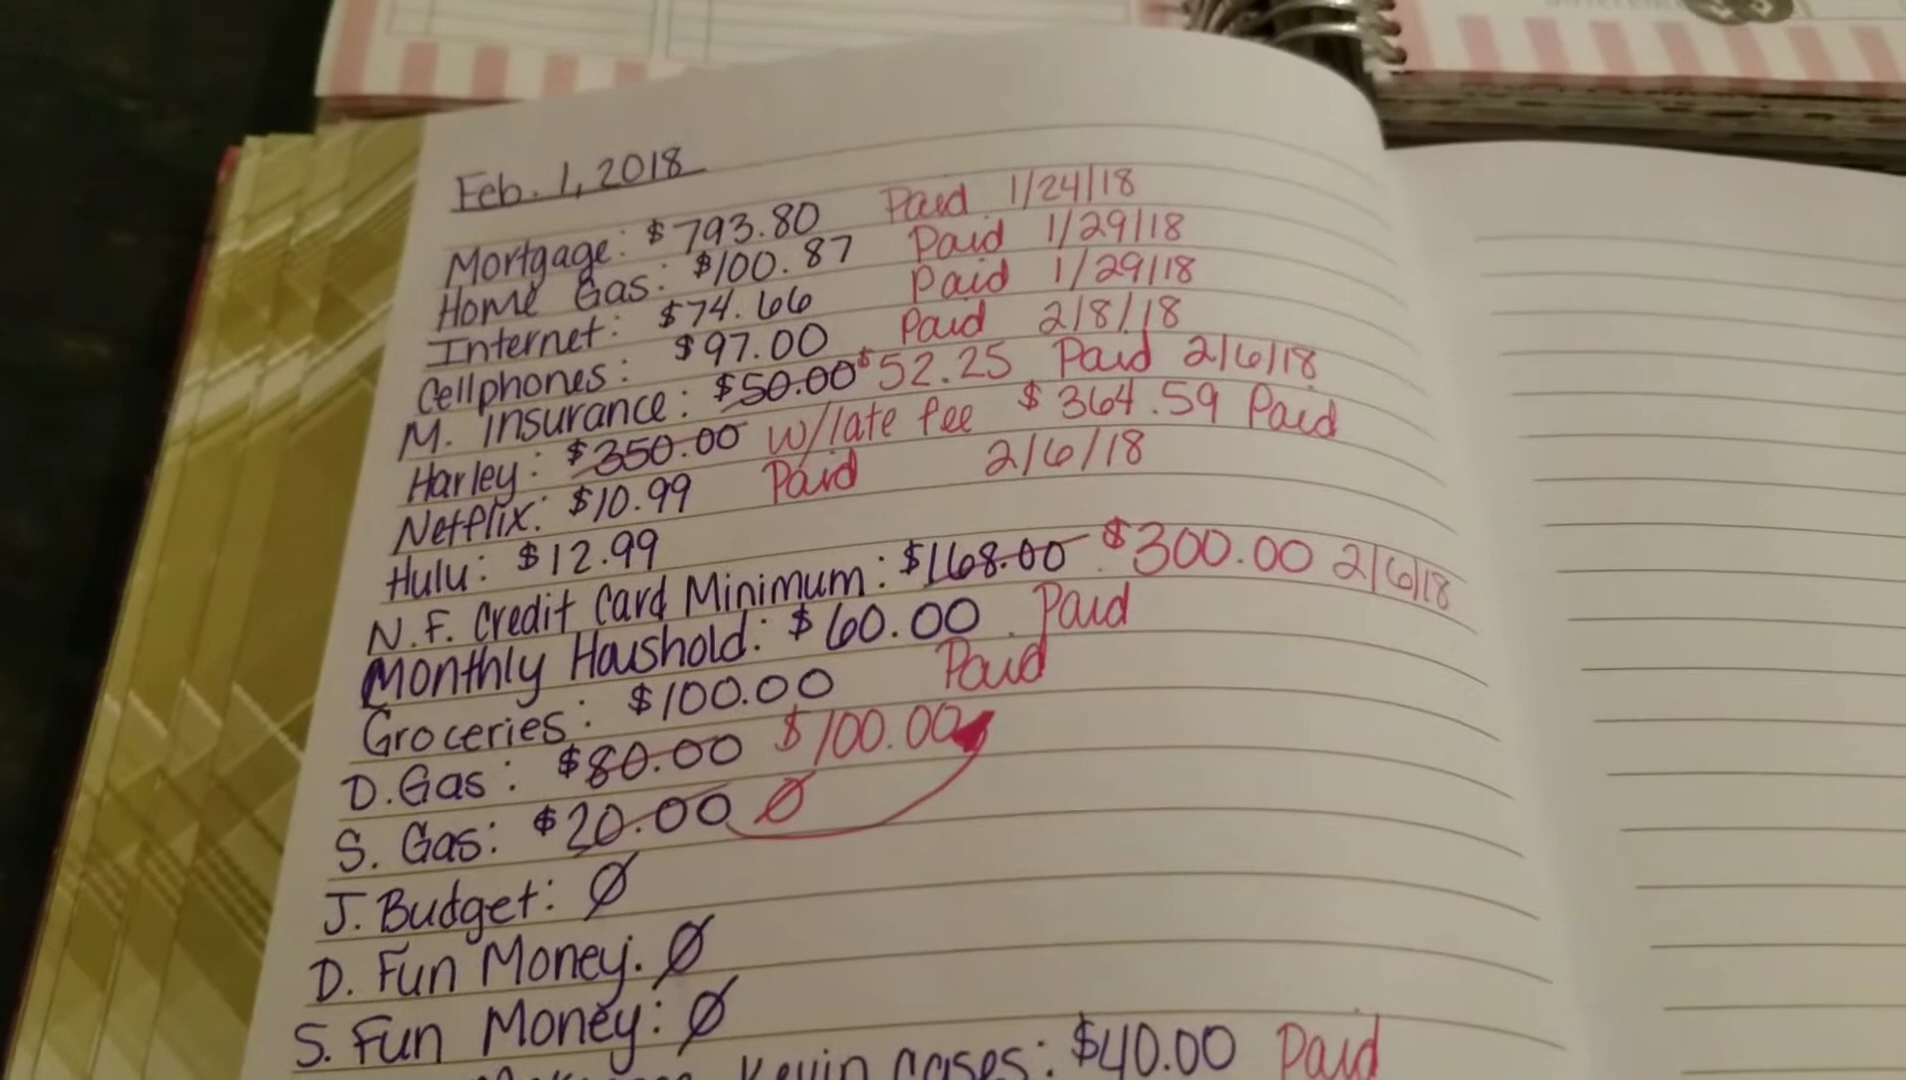 Feb. 1, 2018
Mortgage: $793.80 Paid 1/24/18
Home Gas: $100.87 Paid 1/29/18
Internet: $74.66 Paid 1/29/18
Cellphones: $97.00 Paid 2/8/18
M. Insurance: $50.00 $52.25 Paid 2/6/18
Harley: $350.00 w/late fee $364.59 Paid
Netflix: $10.99 Paid 2/6/18
Hulu: $12.99
N.F. Credit Card Minimum: $168.00 $300.00 2/6/18
Monthly Haushold: $60.00 Paid
Groceries: $100.00 Paid
D. Gas: $80.00 $100.00
S. Gas: $20.00 Ø
J. Budget: Ø
D. Fun Money: Ø
S. Fun Money: Ø
Kevin cases: $40.00 Paid